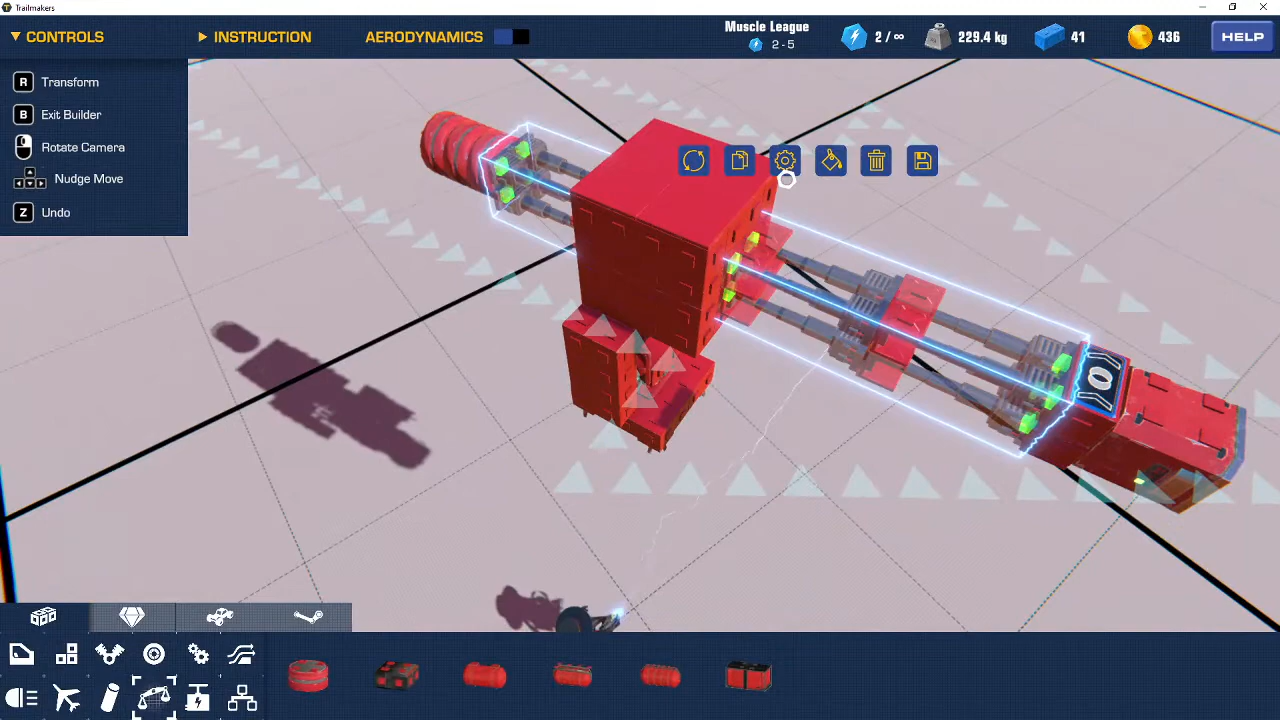 Trailmakers
CONTROLS
INSTRUCTION
AERODYNAMICS
Muscle League
2 - 5
2 / ∞
229.4 kg
41
436
HELP
R Transform
B Exit Builder
Rotate Camera
Nudge Move
Z Undo
0